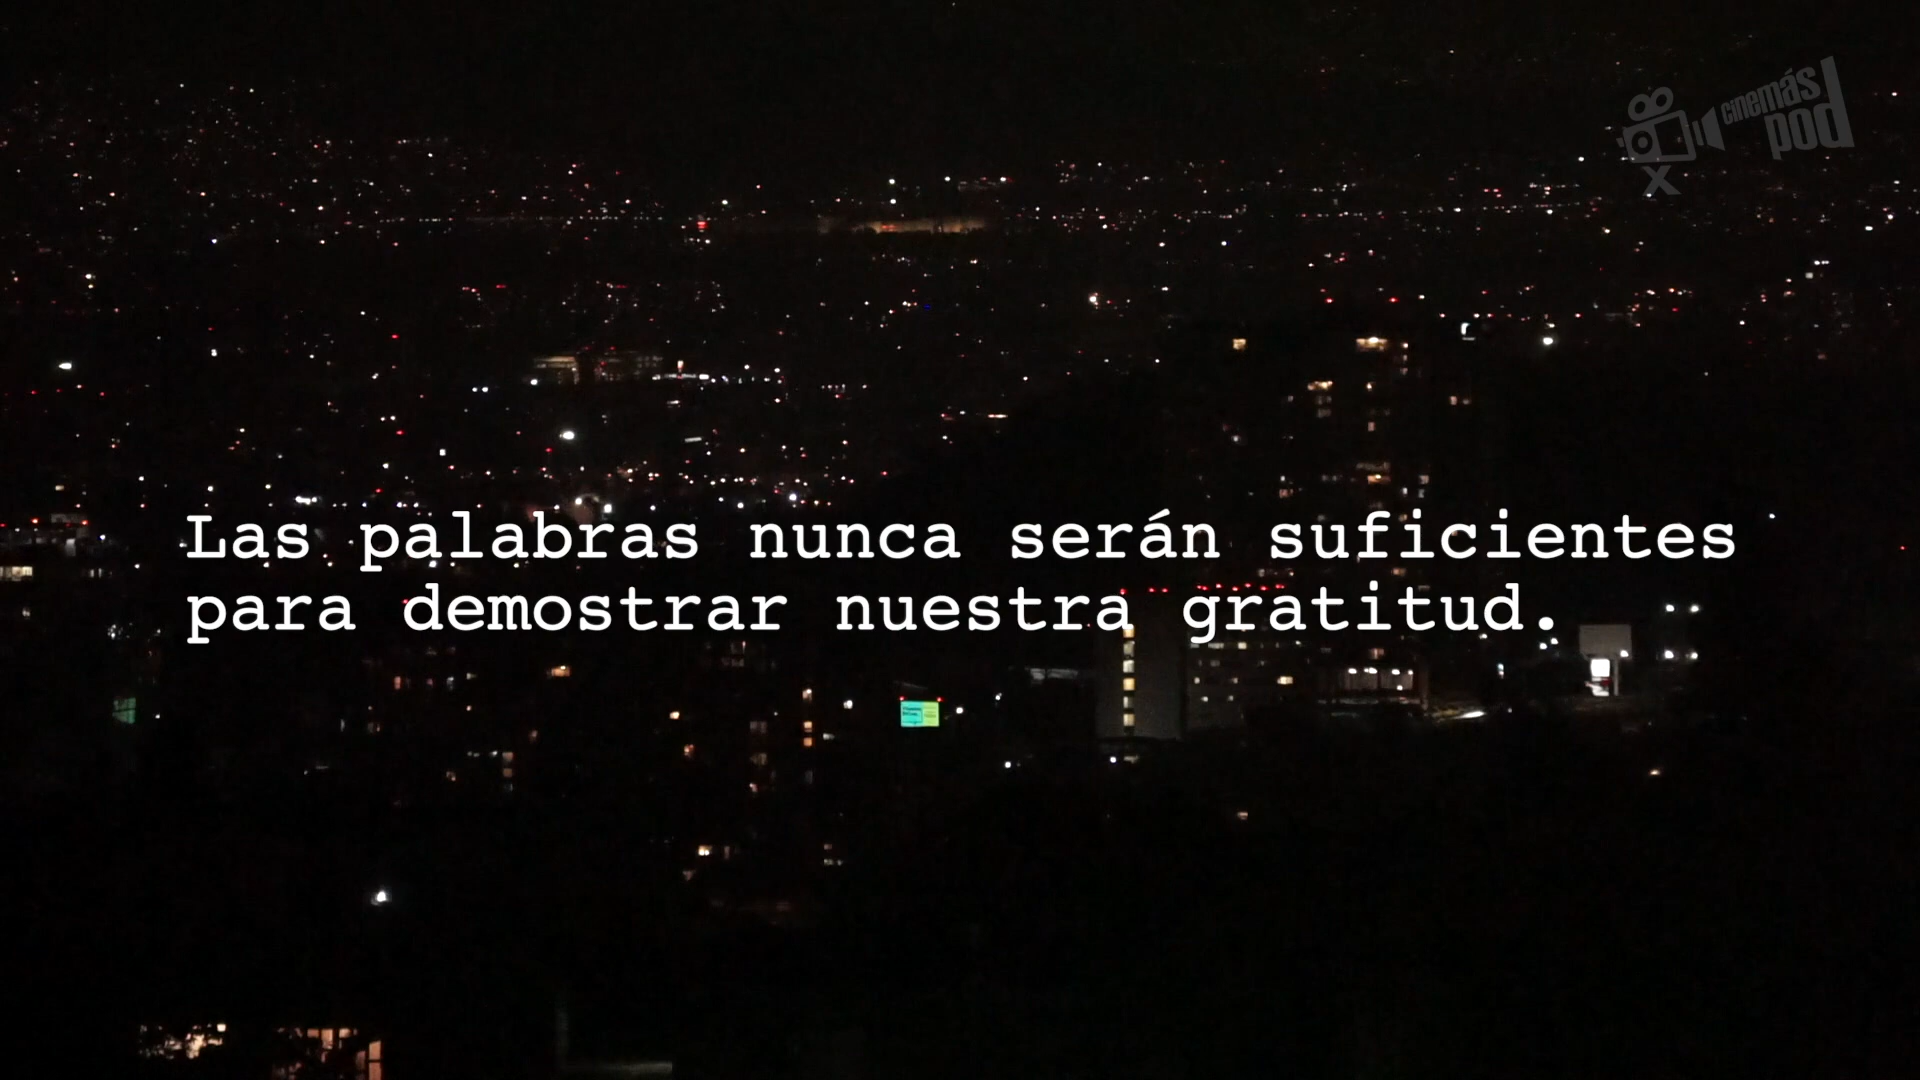 cinemás
pod
Las palabras nunca serán suficientes
para demostrar nuestra gratitud.